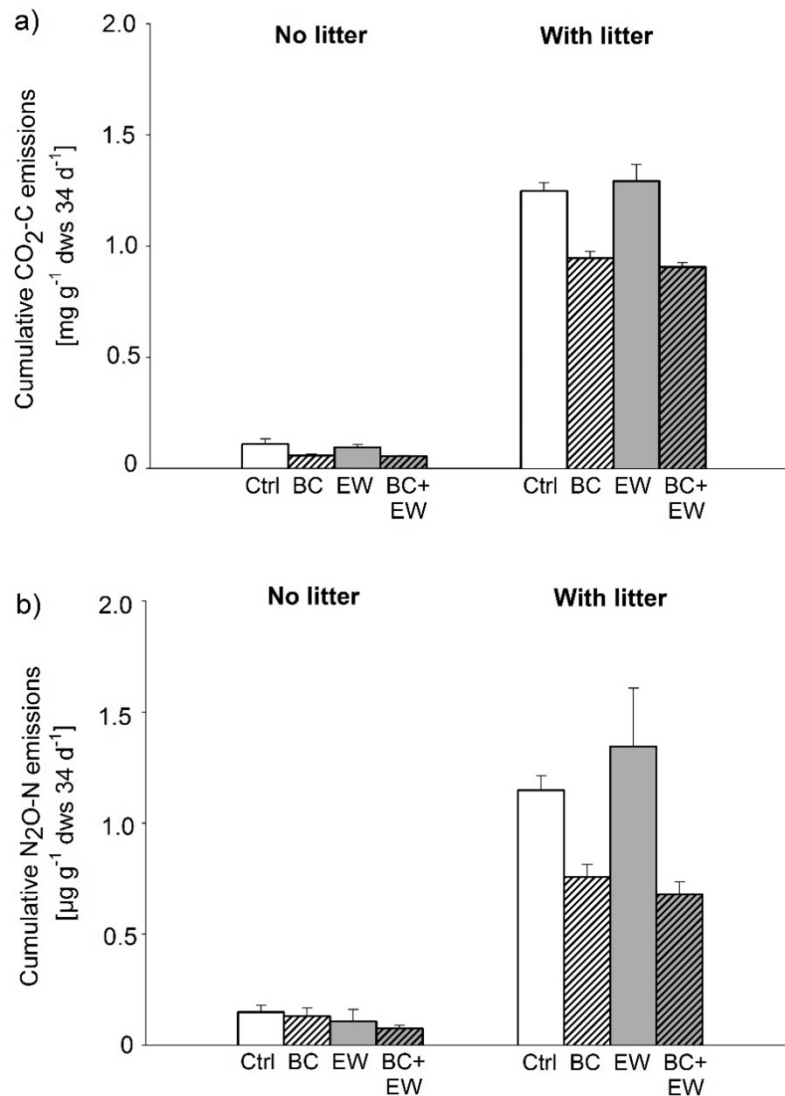 a)
No litter
With litter
Cumulative CO2-C emissions
[mg g-1 dws 34 d-1]
2.0
1.5
1.0
0.5
0
Ctrl BC EW BC+
EW
Ctrl BC EW BC+
EW
b)
No litter
With litter
Cumulative N2O-N emissions
[µg g-1 dws 34 d-1]
2.0
1.5
1.0
0.5
0
Ctrl BC EW BC+
EW
Ctrl BC EW BC+
EW